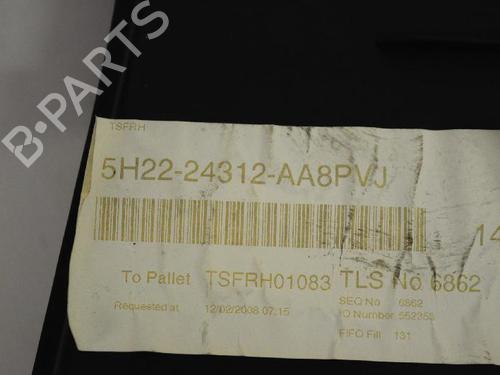 B-PARTS
TSFRH
5H22-24312-AA8PVJ
14
To Pallet TSFRH01083 TLS No 6862
Requested at 12/02/2008 07:15
SEQ No 6862
ID Number 552353
FIFO Fill 131